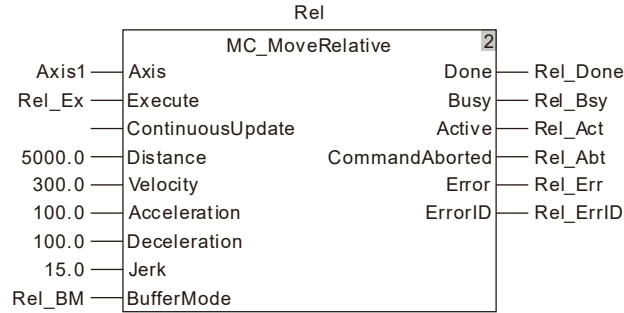 Rel
MC_MoveRelative 2
Axis1 Axis Done Rel_Done
Rel_Ex Execute Busy Rel_Bsy
ContinuousUpdate Active Rel_Act
5000.0 Distance CommandAborted Rel_Abt
300.0 Velocity Error Rel_Err
100.0 Acceleration ErrorID Rel_ErrID
100.0 Deceleration
15.0 Jerk
Rel_BM BufferMode